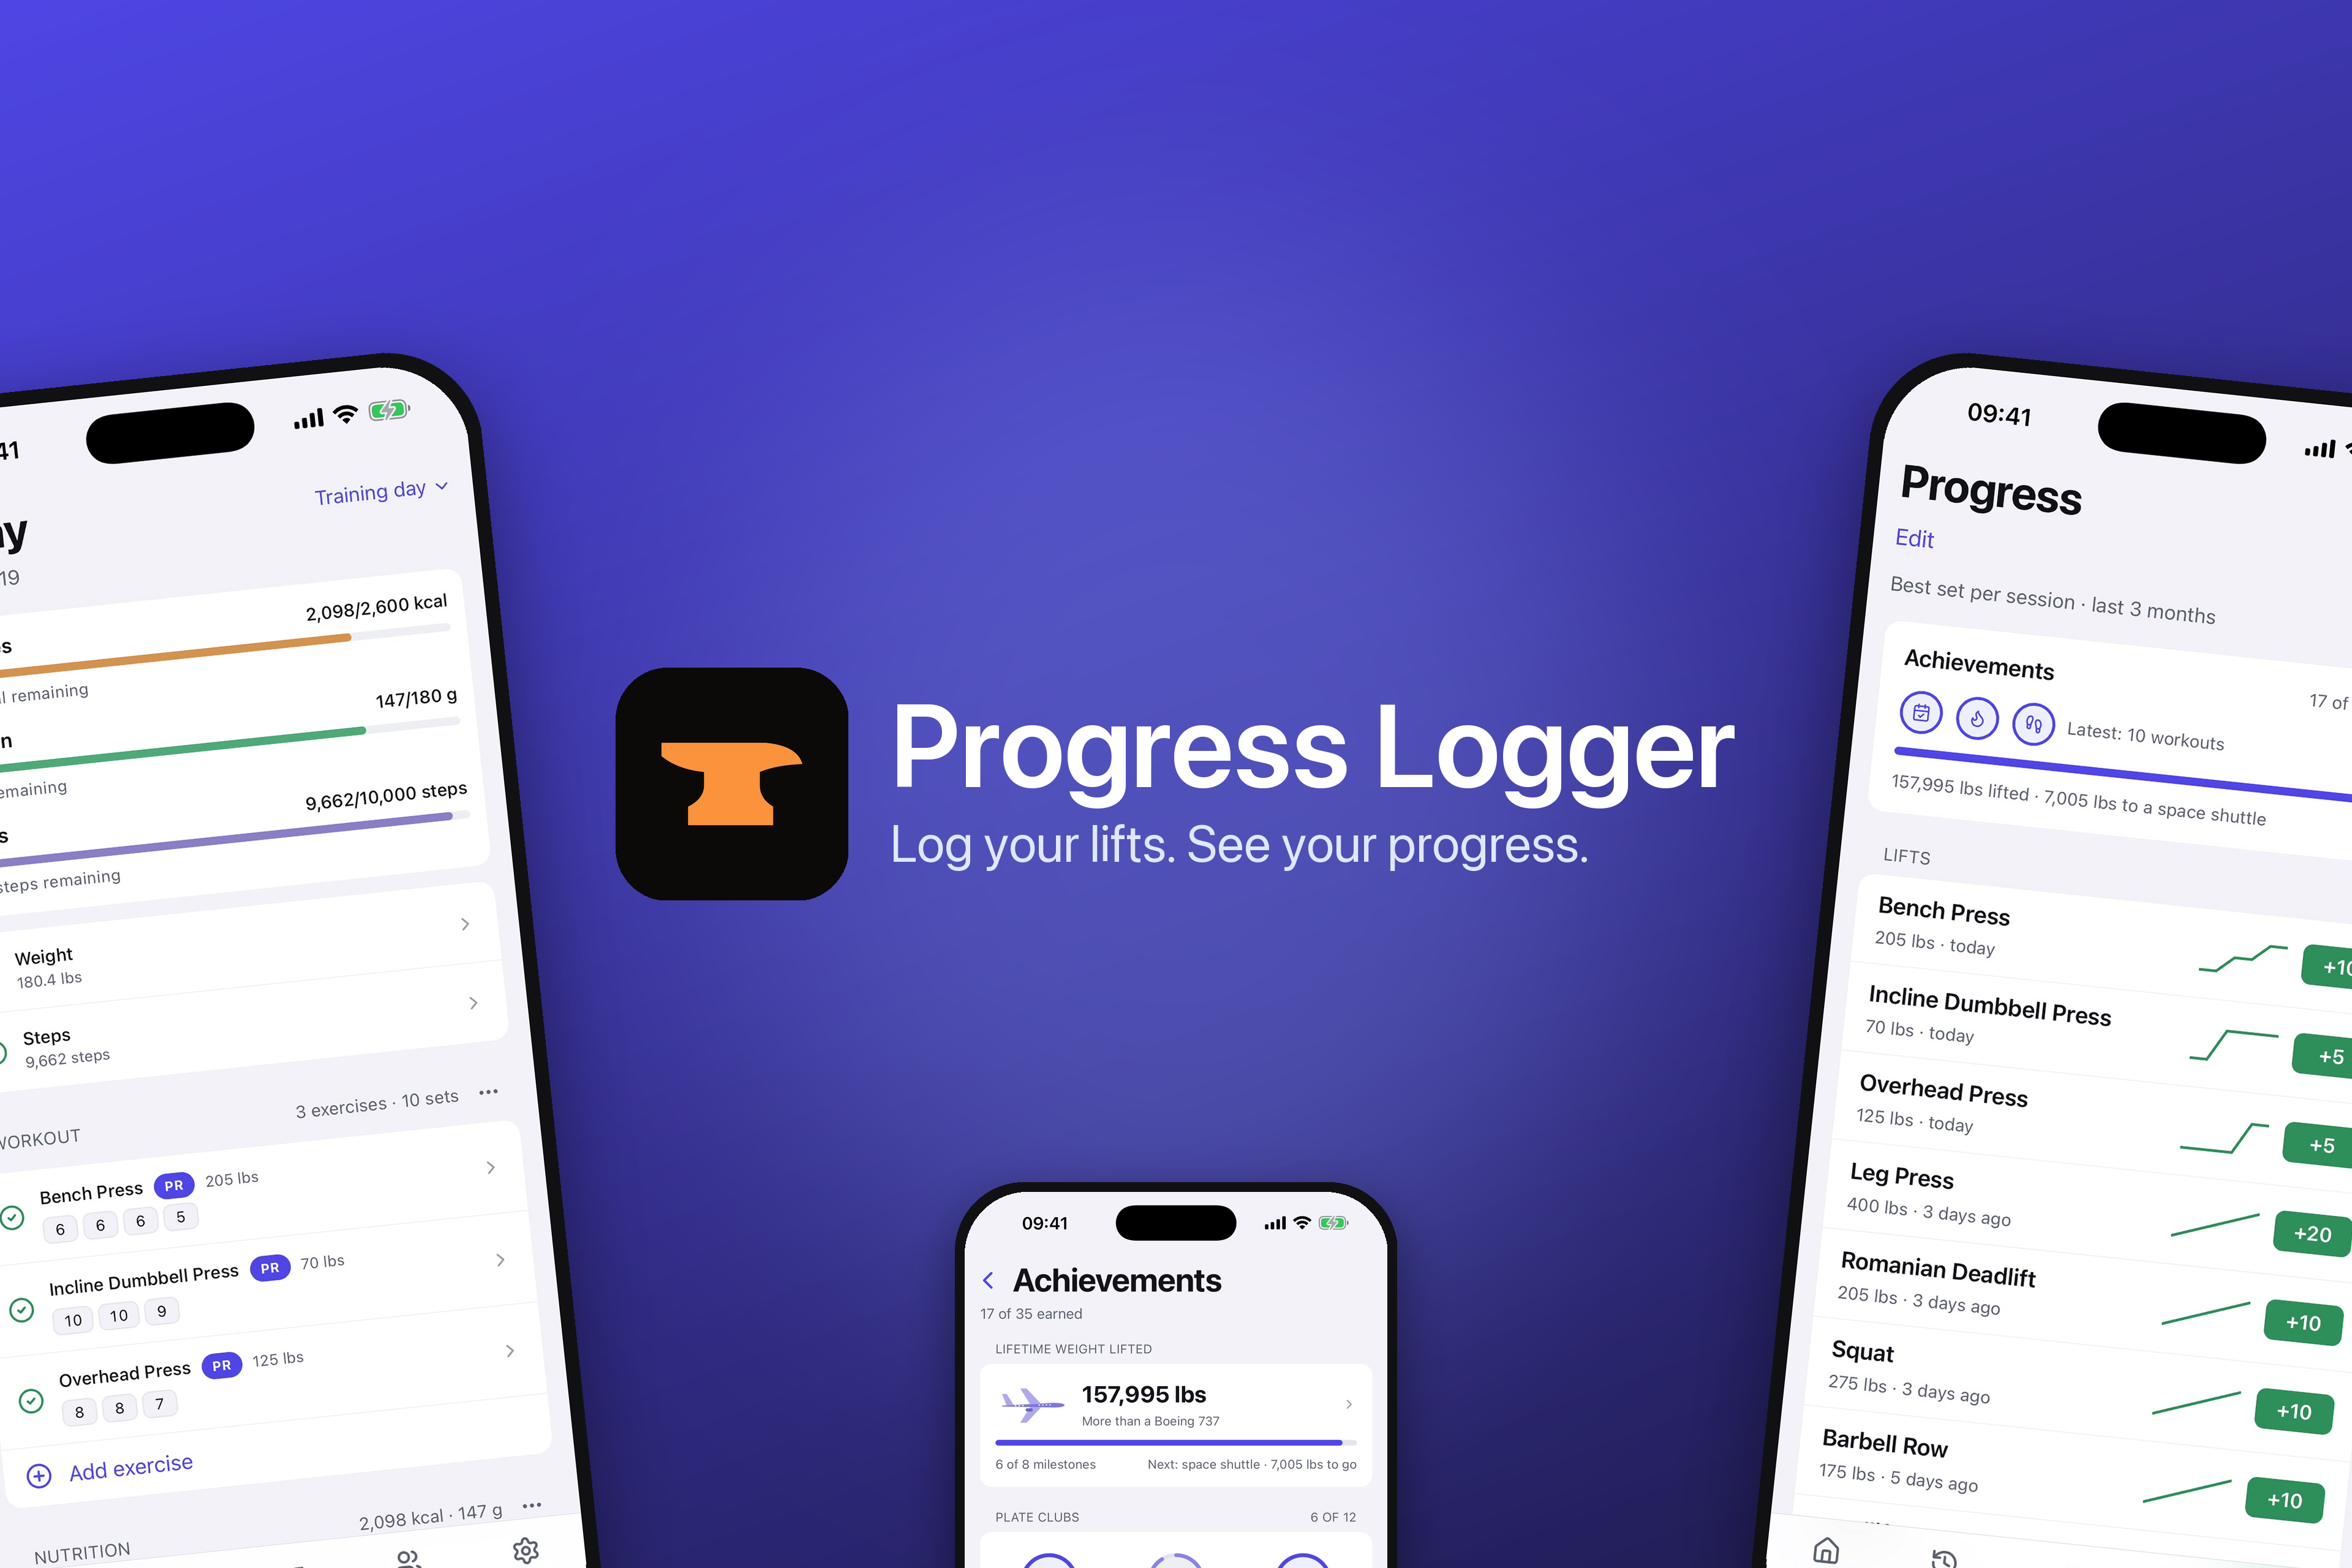 Training day
19
2,098/2,600 kcal
remaining
147/180 g
9,662/10,000 steps
steps remaining
Weight
180.4 lbs
Steps
9,662 steps
WORKOUT
3 exercises · 10 sets
Bench Press PR 205 lbs
6 6 6 5
Incline Dumbbell Press PR 70 lbs
10 10 9
Overhead Press PR 125 lbs
8 8 7
Add exercise
NUTRITION
2,098 kcal · 147 g
Progress Logger
Log your lifts. See your progress.
09:41
Achievements
17 of 35 earned
LIFETIME WEIGHT LIFTED
157,995 lbs
More than a Boeing 737
6 of 8 milestones
Next: space shuttle · 7,005 lbs to go
PLATE CLUBS
6 OF 12
09:41
Progress
Edit
Best set per session · last 3 months
Achievements
17 of
Latest: 10 workouts
157,995 lbs lifted · 7,005 lbs to a space shuttle
LIFTS
Bench Press
205 lbs · today
+10
Incline Dumbbell Press
70 lbs · today
+5
Overhead Press
125 lbs · today
+5
Leg Press
400 lbs · 3 days ago
+20
Romanian Deadlift
205 lbs · 3 days ago
+10
Squat
275 lbs · 3 days ago
+10
Barbell Row
175 lbs · 5 days ago
+10